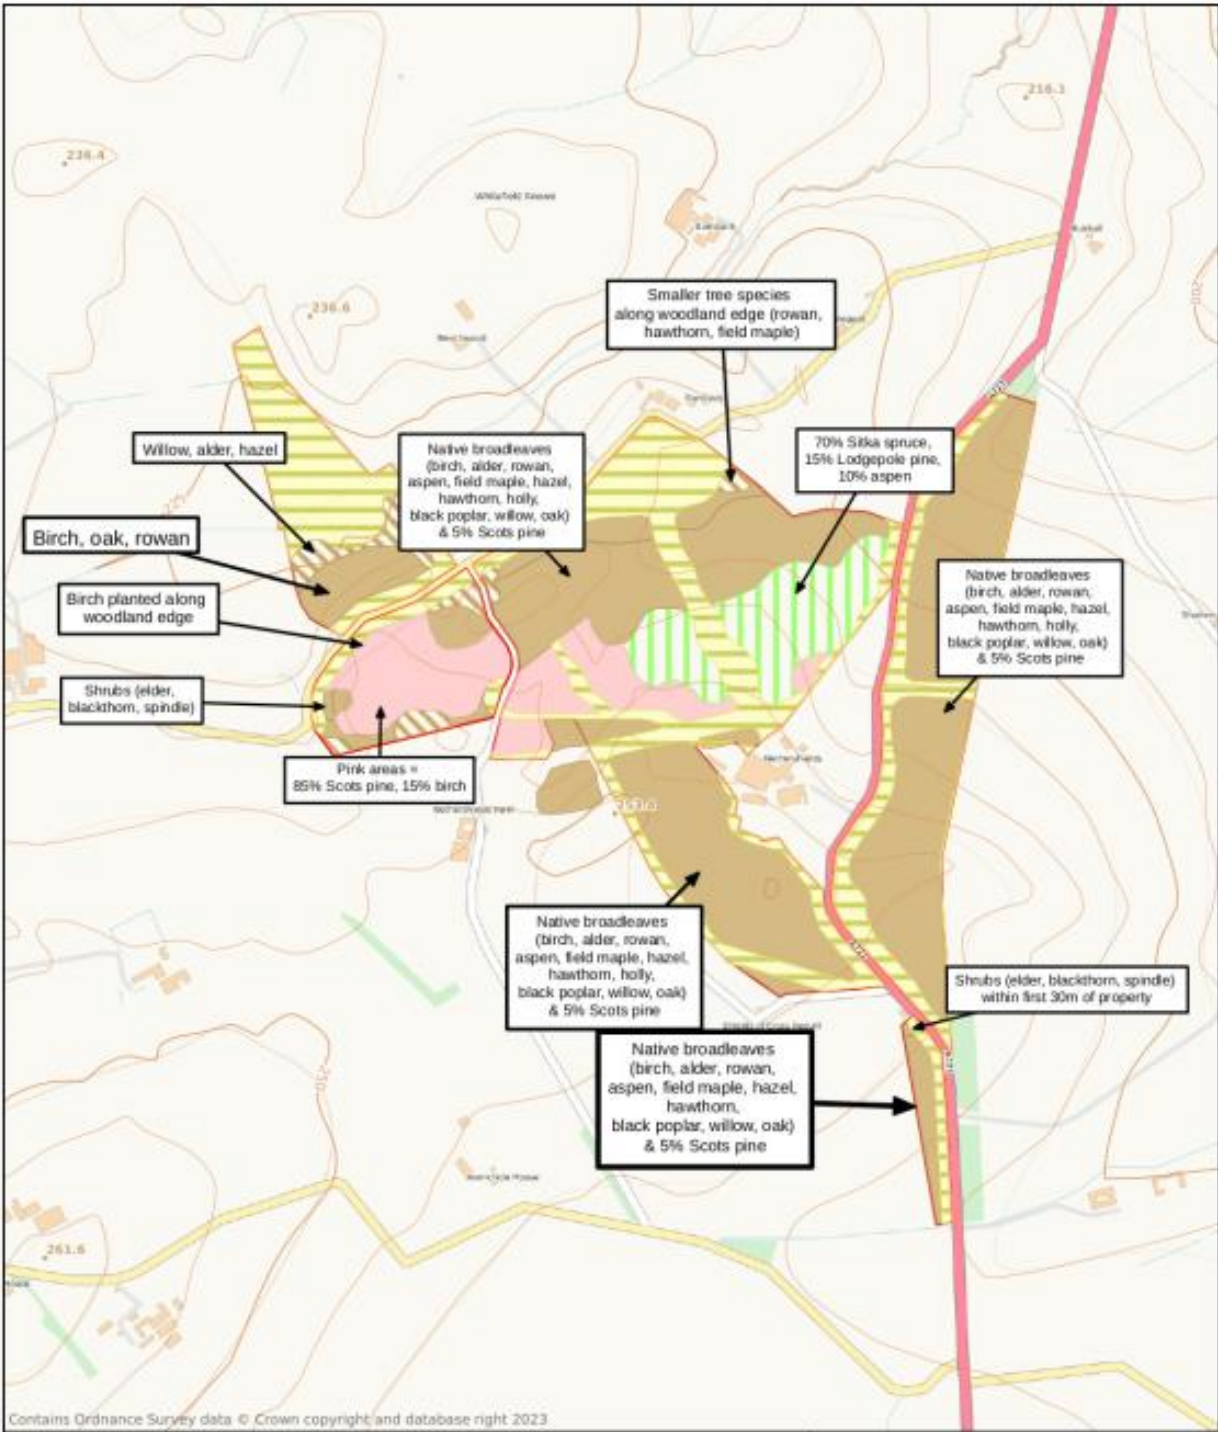 216.1
236.4
236.6
Smaller tree species
along woodland edge (rowan,
hawthorn, field maple)
Willow, alder, hazel
Native broadleaves
(birch, alder, rowan,
aspen, field maple, hazel,
hawthorn, holly,
black poplar, willow, oak)
& 5% Scots pine
70% Sitka spruce,
15% Lodgepole pine,
10% aspen
225
200
Birch, oak, rowan
Birch planted along
woodland edge
Native broadleaves
(birch, alder, rowan,
aspen, field maple, hazel,
hawthorn, holly,
black poplar, willow, oak)
& 5% Scots pine
Shrubs (elder,
blackthorn, spindle)
Pink areas =
85% Scots pine, 15% birch
Native broadleaves
(birch, alder, rowan,
aspen, field maple, hazel,
hawthorn, holly,
black poplar, willow, oak)
& 5% Scots pine
Shrubs (elder, blackthorn, spindle)
within first 30m of property
Native broadleaves
(birch, alder, rowan,
aspen, field maple, hazel,
hawthorn,
black poplar, willow, oak)
& 5% Scots pine
250
261.6
Contains Ordnance Survey data © Crown copyright and database right 2023